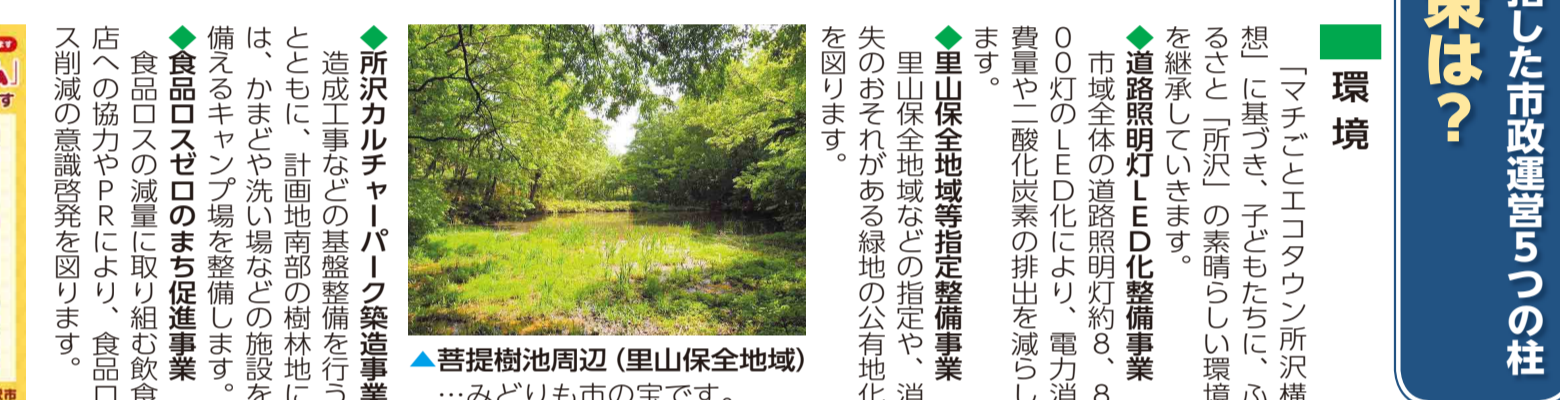 指した市政運営5つの柱
策は?
環境
「マチごとエコタウン所沢構
想」に基づき、子どもたちに、ふ
るさと「所沢」の素晴らしい環境
を継承していきます。
◆道路照明灯LED化整備事業
市域全体の道路照明灯約8、8
00灯のLED化により、電力消
費量や二酸化炭素の排出を減らし
ます。
◆里山保全地域等指定整備事業
里山保全地域などの指定や、消
失のおそれがある緑地の公有地化
を図ります。
▲菩提樹池周辺(里山保全地域)
…みどりも市の宝です。
◆所沢カルチャーパーク築造事業
造成工事などの基盤整備を行う
とともに、計画地南部の樹林地に
は、かまどや洗い場などの施設を
備えるキャンプ場を整備します。
◆食品ロスゼロのまち促進事業
食品ロスの減量に取り組む飲食
店への協力やPRにより、食品ロ
ス削減の意識啓発を図ります。